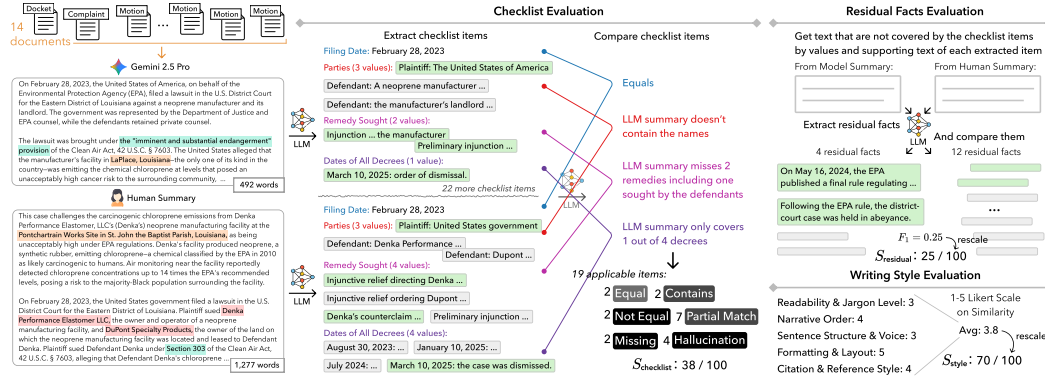 Docket
Complaint
Motion
...
Motion
Motion
Motion
14
documents
Gemini 2.5 Pro
On February 28, 2023, the United States of America, on behalf of the
Environmental Protection Agency (EPA), filed a lawsuit in the U.S. District Court
for the Eastern District of Louisiana against a neoprene manufacturer and its
landlord. The government was represented by the Department of Justice and
EPA counsel, while the defendants retained private counsel.
The lawsuit was brought under the "imminent and substantial endangerment"
provision of the Clean Air Act, 42 U.S.C. § 7603. The United States alleged that
the manufacturer's facility in LaPlace, Louisiana—the only one of its kind in the
country—was emitting the chemical chloroprene at levels that posed an
unacceptably high cancer risk to the surrounding community, ...
492 words
Human Summary
This case challenges the carcinogenic chloroprene emissions from Denka
Performance Elastomer, LLC's (Denka's) neoprene manufacturing facility at the
Pontchartrain Works Site in St. John the Baptist Parish, Louisiana, as being
unacceptably high under EPA regulations. Denka's facility produced neoprene, a
synthetic rubber, emitting chloroprene—a chemical classified by the EPA in 2010
as likely carcinogenic to humans. Air monitoring near the facility reportedly
detected chloroprene concentrations up to 14 times the EPA's recommended
levels, posing a risk to the majority-Black population surrounding the facility.
On February 28, 2023, the United States government filed a lawsuit in the U.S.
District Court for the Eastern District of Louisiana. Plaintiff sued Denka
Performance Elastomer LLC, the owner and operator of a neoprene
manufacturing facility, and DuPont Specialty Products, the owner of the land on
which the neoprene manufacturing facility was located and leased to Defendant
Denka. Plaintiff sued Defendant Denka under Section 303 of the Clean Air Act,
42 U.S.C. § 7603, alleging that Defendant Denka's chloroprene ...
1,277 words
LLM
LLM
Checklist Evaluation
Extract checklist items
Compare checklist items
Filing Date: February 28, 2023
Parties (3 values): Plaintiff: The United States of America
Defendant: A neoprene manufacturer ...
Defendant: the manufacturer's landlord ...
Remedy Sought (2 values):
Injunction ... the manufacturer
Preliminary injunction ...
Dates of All Decrees (1 value):
March 10, 2025: order of dismissal.
22 more checklist items
LLM
Filing Date: February 28, 2023
Parties (3 values): Plaintiff: United States government
Defendant: Denka Performance ...
Defendant: Dupont ...
Remedy Sought (4 values):
Injunctive relief directing Denka ...
Injunctive relief ordering Dupont ...
Denka's counterclaim ...
Preliminary injunction ...
Dates of All Decrees (4 values):
August 30, 2023: ...
January 10, 2025: ...
July 2024: ...
March 10, 2025: the case was dismissed.
Equals
LLM summary doesn't
contain the names
LLM summary misses 2
remedies including one
sought by the defendants
LLM summary only covers
1 out of 4 decrees
19 applicable items:
2 Equal 2 Contains
2 Not Equal 7 Partial Match
2 Missing 4 Hallucination
S checklist: 38 / 100
Residual Facts Evaluation
Get text that are not covered by the checklist items
by values and supporting text of each extracted item
From Model Summary:
From Human Summary:
Extract residual facts
LLM
And compare them
4 residual facts
12 residual facts
On May 16, 2024, the EPA
published a final rule regulating ...
Following the EPA rule, the district-
court case was held in abeyance.
...
F1 = 0.25
rescale
S residual: 25 / 100
Writing Style Evaluation
Readability & Jargon Level: 3
Narrative Order: 4
Sentence Structure & Voice: 3
Formatting & Layout: 5
Citation & Reference Style: 4
1-5 Likert Scale
on Similarity
Avg: 3.8
rescale
S style: 70 / 100